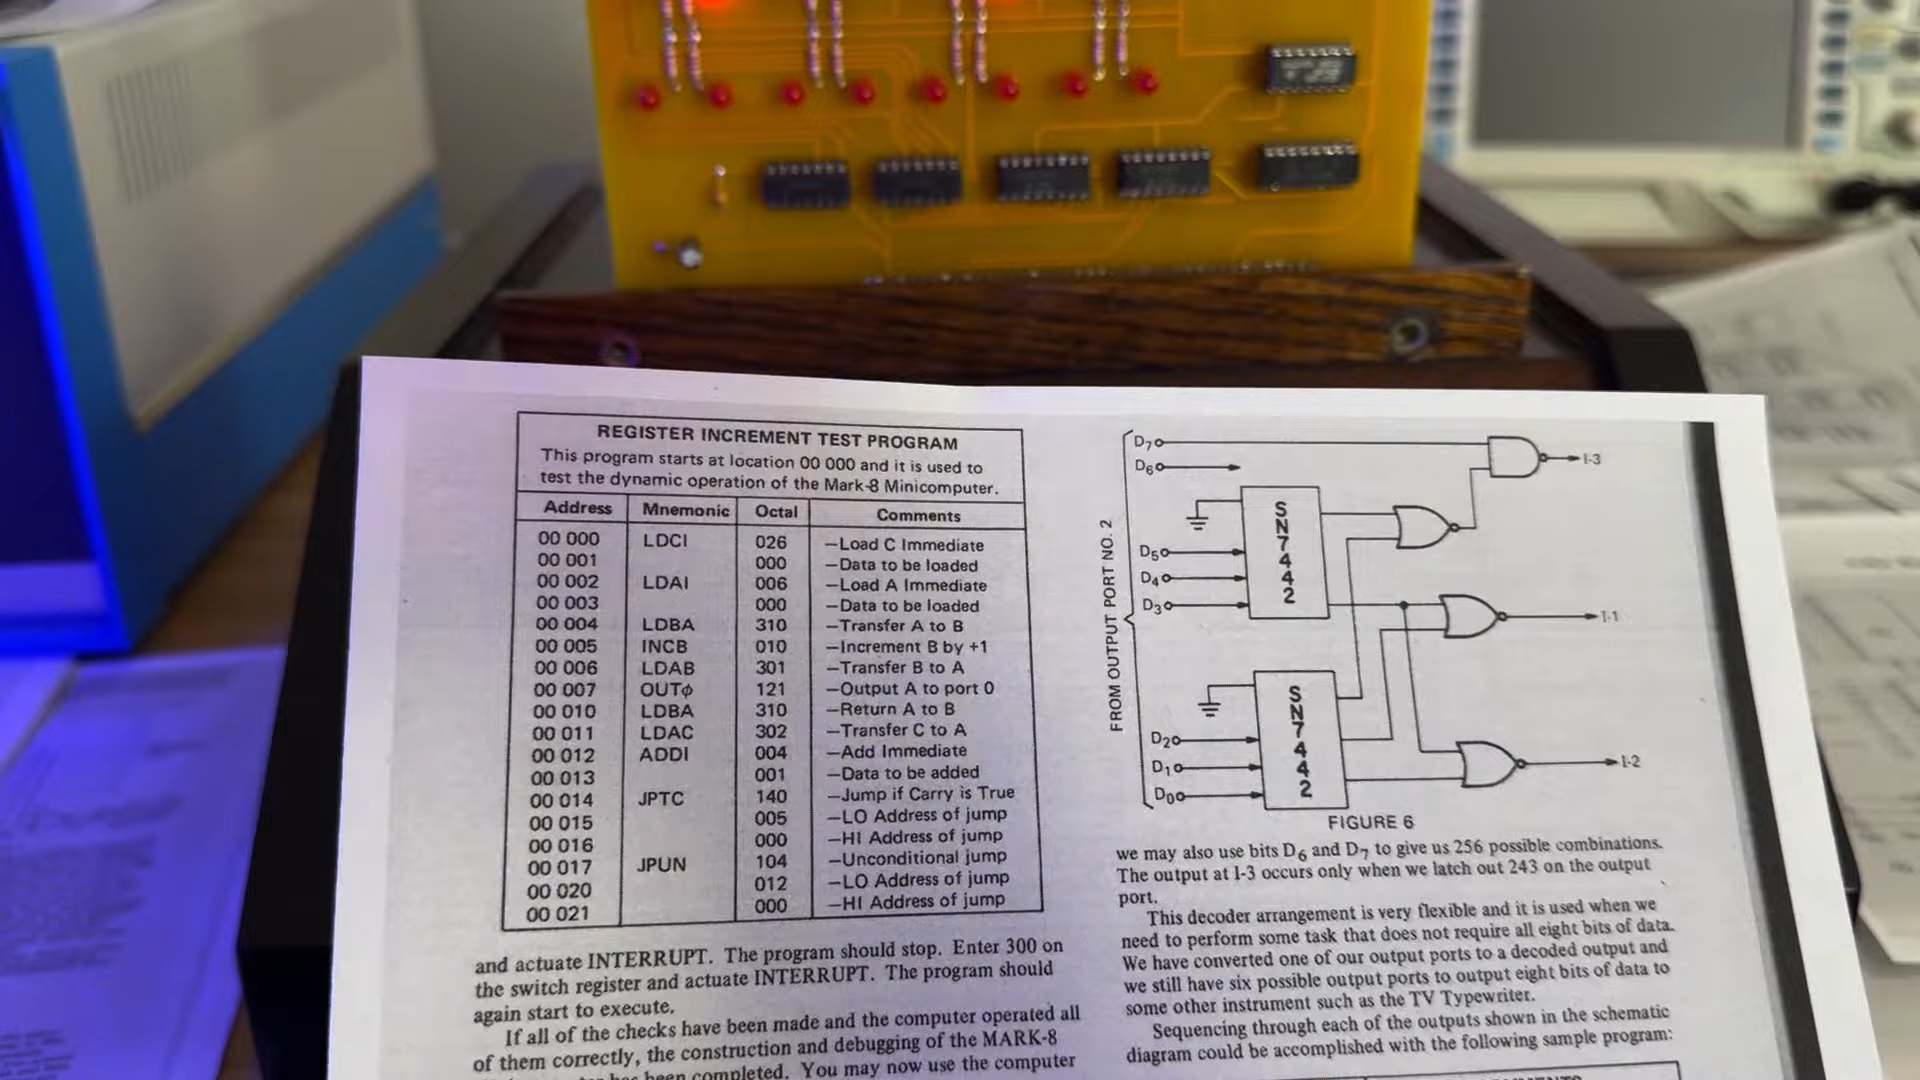 REGISTER INCREMENT TEST PROGRAM
This program starts at location 00 000 and it is used to
test the dynamic operation of the Mark-8 Minicomputer.
Address Mnemonic Octal Comments
00 000 LDCI 026 —Load C Immediate
00 001 000 —Data to be loaded
00 002 LDAI 006 —Load A Immediate
00 003 000 —Data to be loaded
00 004 LDBA 310 —Transfer A to B
00 005 INCB 010 —Increment B by +1
00 006 LDAB 301 —Transfer B to A
00 007 OUTϕ 121 —Output A to port 0
00 010 LDBA 310 —Return A to B
00 011 LDAC 302 —Transfer C to A
00 012 ADDI 004 —Add Immediate
00 013 001 —Data to be added
00 014 JPTC 140 —Jump if Carry is True
00 015 005 —LO Address of jump
00 016 000 —HI Address of jump
00 017 JPUN 104 —Unconditional jump
00 020 012 —LO Address of jump
00 021 000 —HI Address of jump
and actuate INTERRUPT. The program should stop. Enter 300 on
the switch register and actuate INTERRUPT. The program should
again start to execute.
If all of the checks have been made and the computer operated all
of them correctly, the construction and debugging of the MARK-8
has been completed. You may now use the computer
FROM OUTPUT PORT NO. 2
D7
D6
D5
D4
D3
D2
D1
D0
SN7442
SN7442
I-3
I-1
I-2
FIGURE 6
we may also use bits D6 and D7 to give us 256 possible combinations.
The output at I-3 occurs only when we latch out 243 on the output
port.
This decoder arrangement is very flexible and it is used when we
need to perform some task that does not require all eight bits of data.
We have converted one of our output ports to a decoded output and
we still have six possible output ports to output eight bits of data to
some other instrument such as the TV Typewriter.
Sequencing through each of the outputs shown in the schematic
diagram could be accomplished with the following sample program: